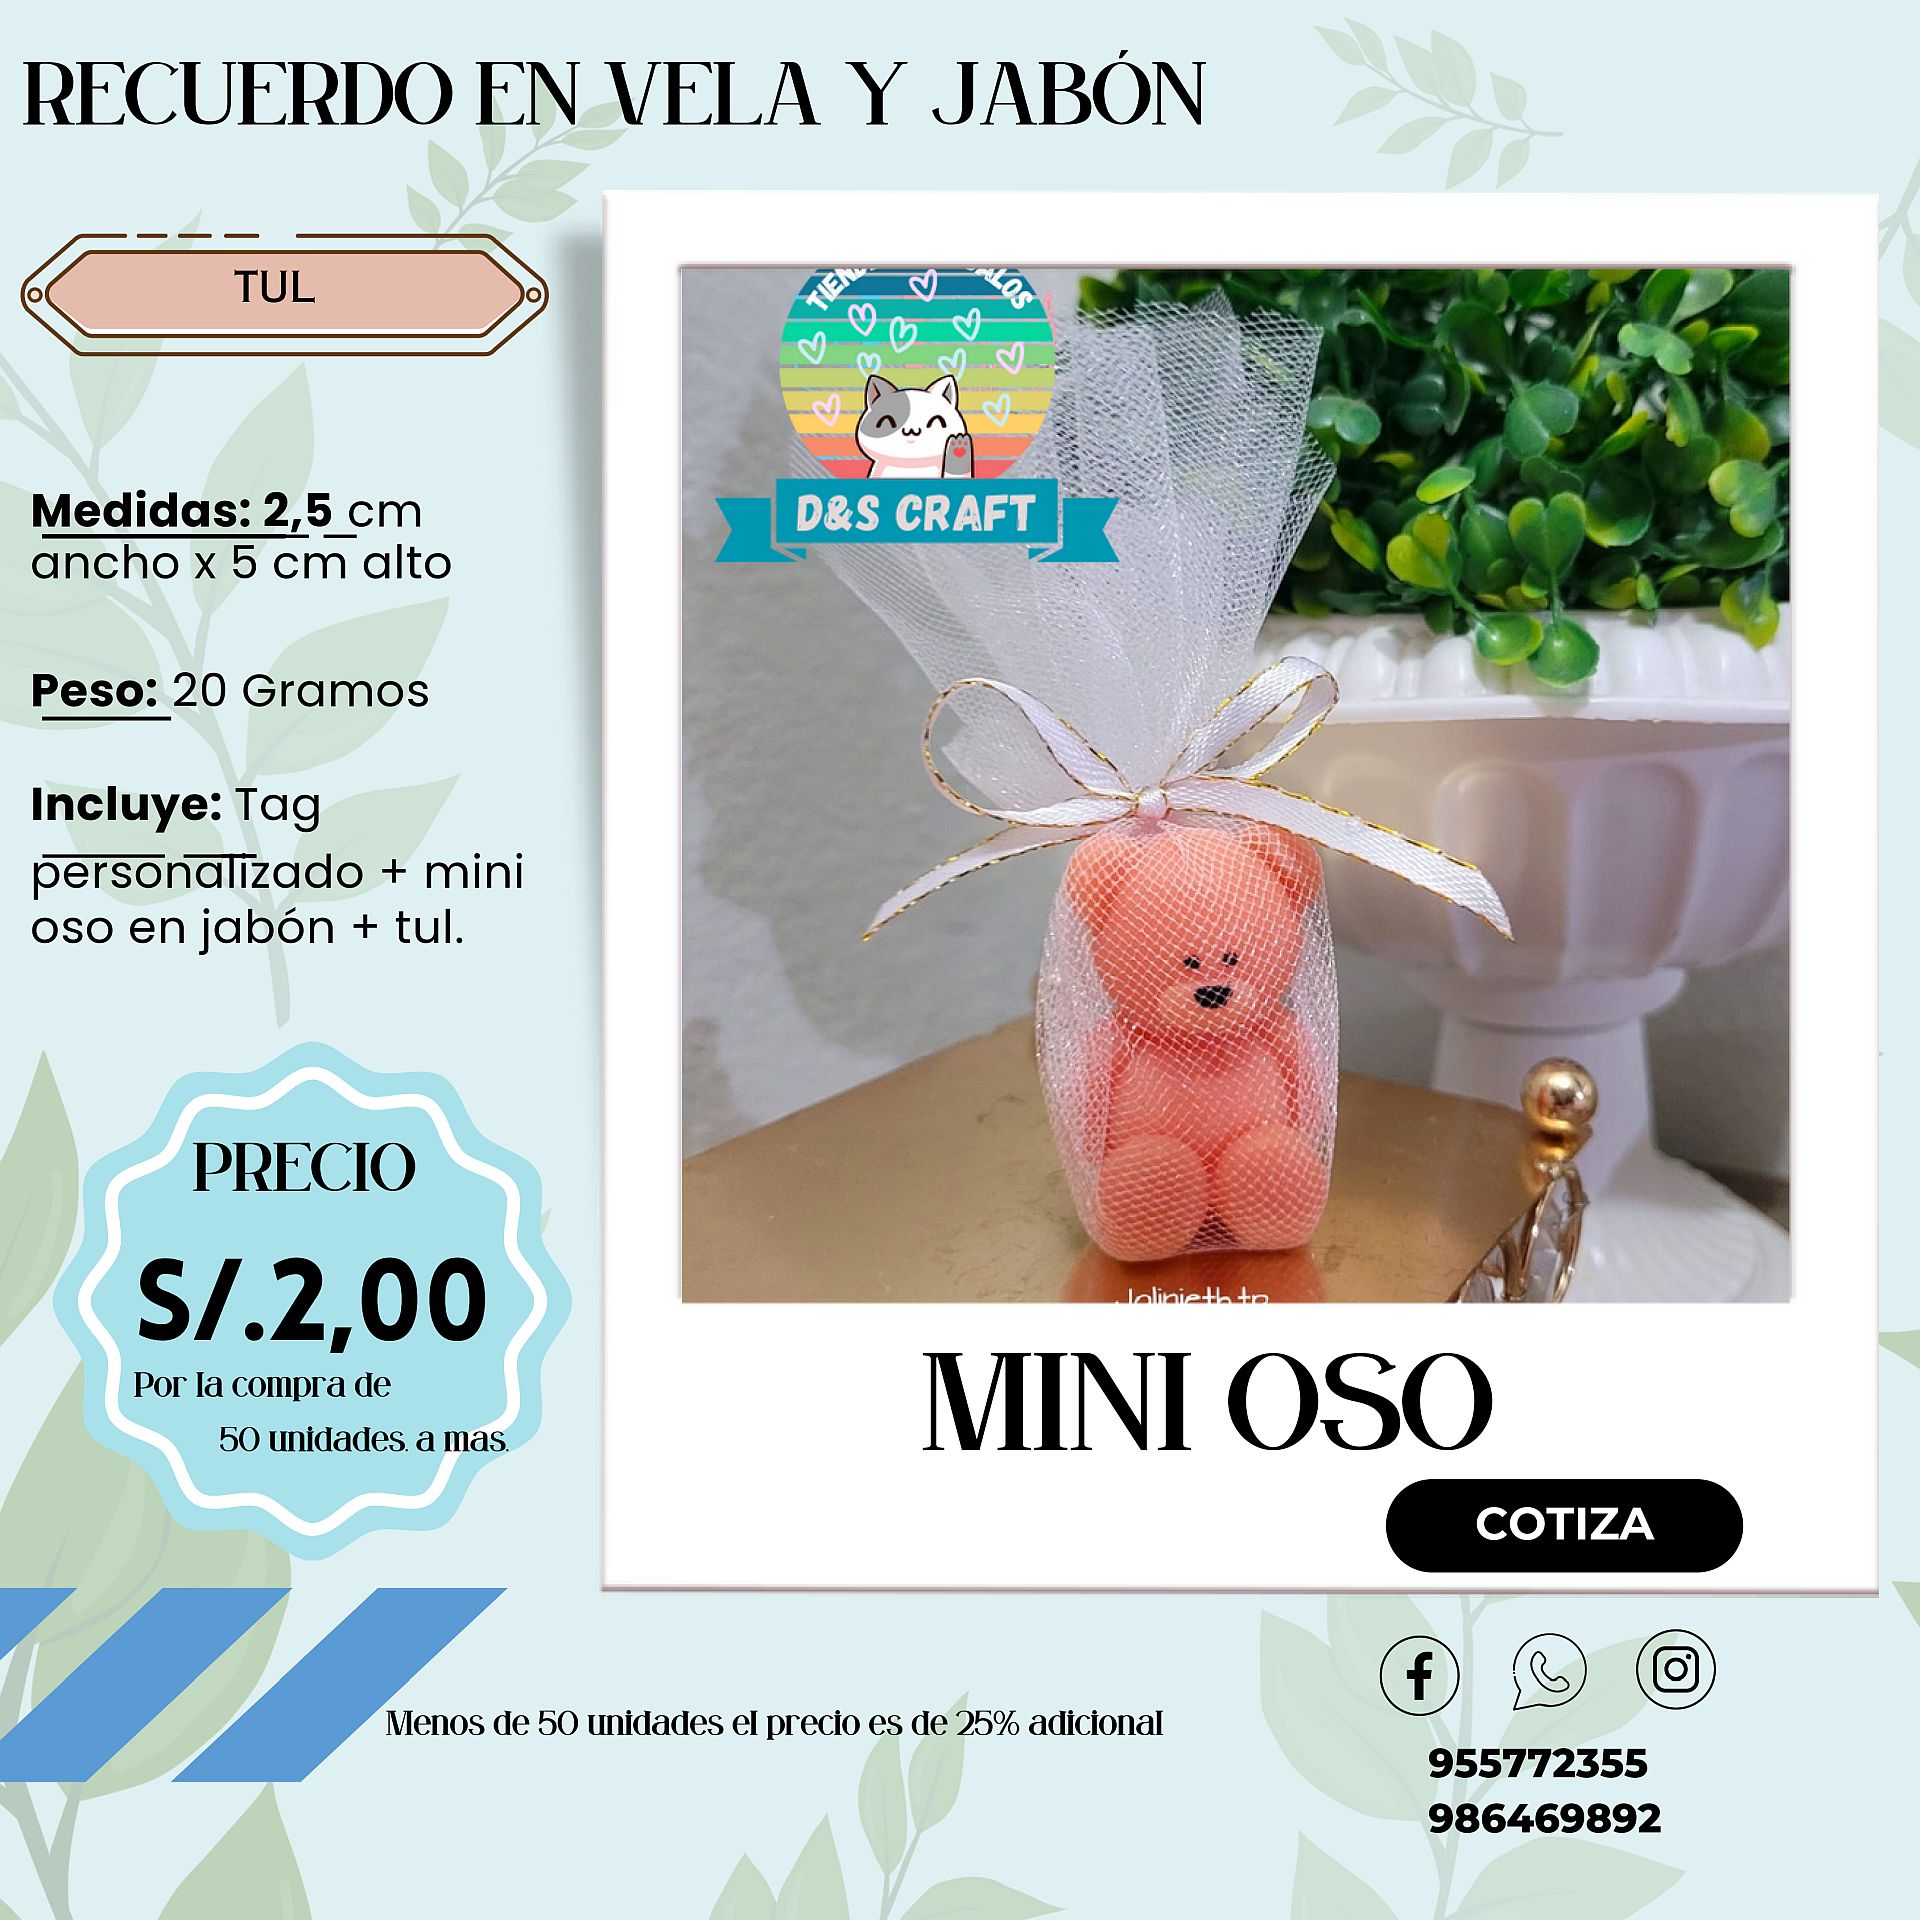 RECUERDO EN VELA Y JABÓN
TUL
Medidas: 2,5 cm
ancho x 5 cm alto
Peso: 20 Gramos
Incluye: Tag
personalizado + mini
oso en jabón + tul.
PRECIO
S/.2,00
Por la compra de
50 unidades. a mas.
D&S CRAFT
MINI OSO
COTIZA
Menos de 50 unidades el precio es de 25% adicional
955772355
986469892